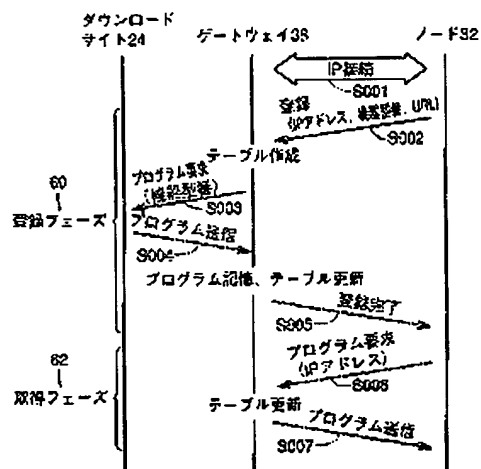 ダウンロード
サイト24
ゲートウェイ36
ノード32
IP接続
S001
登録
(IPアドレス、機器型番、URL)
S002
テーブル作成
プログラム要求
(機器型番)
S003
プログラム送信
S004
プログラム記憶、テーブル更新
登録完了
S005
60
登録フェーズ
プログラム要求
(IPアドレス)
S006
62
取得フェーズ
テーブル更新
プログラム送信
S007